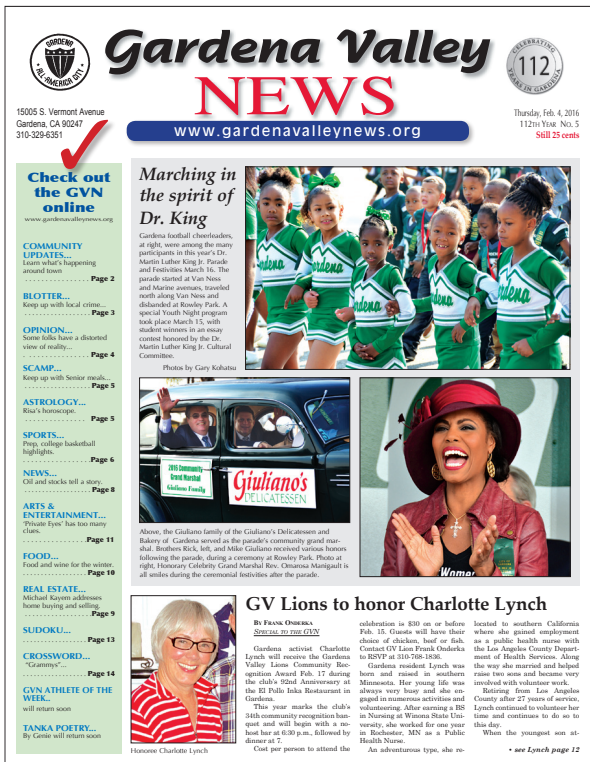 GARDENA
ALL-AMERICA CITY
Gardena Valley
NEWS
CELEBRATING
112
YEARS IN GARDENA
15005 S. Vermont Avenue
Gardena, CA 90247
310-329-6351
www.gardenavalleynews.org
Thursday, Feb. 4, 2016
112TH YEAR NO. 5
Still 25 cents
Check out
the GVN
online
www.gardenavalleynews.org
COMMUNITY
UPDATES...
Learn what's happening
around town
. . . . . . . . . . . . . . . . Page 2
BLOTTER...
Keep up with local crime...
. . . . . . . . . . . . . . . . . Page 3
OPINION...
Some folks have a distorted
view of reality...
. . . . . . . . . . . . . . . . Page 4
SCAMP...
Keep up with Senior meals...
. . . . . . . . . . . . . . . . . Page 5
ASTROLOGY...
Risa's horoscope.
. . . . . . . . . . . . . . . . . Page 5
SPORTS...
Prep, college basketball
highlights.
. . . . . . . . . . . . . . . . . Page 6
NEWS...
Oil and stocks tell a story.
. . . . . . . . . . . . . . . . . Page 8
ARTS &
ENTERTAINMENT...
'Private Eyes' has too many
clues.
. . . . . . . . . . . . . . . .Page 11
FOOD...
Food and wine for the winter.
. . . . . . . . . . . . . . . .Page 10
REAL ESTATE...
Michael Kayem addresses
home buying and selling.
. . . . . . . . . . . . . . . . . Page 9
SUDOKU...
. . . . . . . . . . . . . . . .Page 13
CROSSWORD...
"Grammys"...
. . . . . . . . . . . . . . . .Page 14
GVN ATHLETE OF THE
WEEK..
will return soon
TANKA POETRY...
By Genie will return soon
Marching in
the spirit of
Dr. King
Gardena football cheerleaders,
at right, were among the many
participants in this year's Dr.
Martin Luther King Jr. Parade
and Festivities March 16. The
parade started at Van Ness
and Marine avenues, traveled
north along Van Ness and
disbanded at Rowley Park. A
special Youth Night program
took place March 15, with
student winners in an essay
contest honored by the Dr.
Martin Luther King Jr. Cultural
Committee.
Photos by Gary Kohatsu
2016 Community
Grand Marshal
Giuliano Family
Giuliano's
DELICATESSEN
Women
Above, the Giuliano family of the Giuliano's Delicatessen and
Bakery of Gardena served as the parade's community grand mar-
shal. Brothers Rick, left, and Mike Giuliano received various honors
following the parade, during a ceremony at Rowley Park. Photo at
right, Honorary Celebrity Grand Marshal Rev. Omarosa Manigault is
all smiles during the ceremonial festivities after the parade.
Honoree Charlotte Lynch
GV Lions to honor Charlotte Lynch
BY FRANK ONDERKA
SPECIAL TO THE GVN
Gardena activist Charlotte
Lynch will receive the Gardena
Valley Lions Community Rec-
ognition Award Feb. 17 during
the club's 92nd Anniversary at
the El Pollo Inka Restaurant in
Gardena.
This year marks the club's
34th community recognition ban-
quet and will begin with a no-
host bar at 6:30 p.m., followed by
dinner at 7.
Cost per person to attend the
celebration is $30 on or before
Feb. 15. Guests will have their
choice of chicken, beef or fish.
Contact GV Lion Frank Onderka
to RSVP at 310-768-1836.
Gardena resident Lynch was
born and raised in southern
Minnesota. Her young life was
always very busy and she en-
gaged in numerous activities and
volunteering. After earning a BS
in Nursing at Winona State Uni-
versity, she worked for one year
in Rochester, MN as a Public
Health Nurse.
An adventurous type, she re-
located to southern California
where she gained employment
as a public health nurse with
the Los Angeles County Depart-
ment of Health Services. Along
the way she married and helped
raise two sons and became very
involved with volunteer work.
Retiring from Los Angeles
County after 27 years of service,
Lynch continued to volunteer her
time and continues to do so to
this day.
When the youngest son at-
• see Lynch page 12